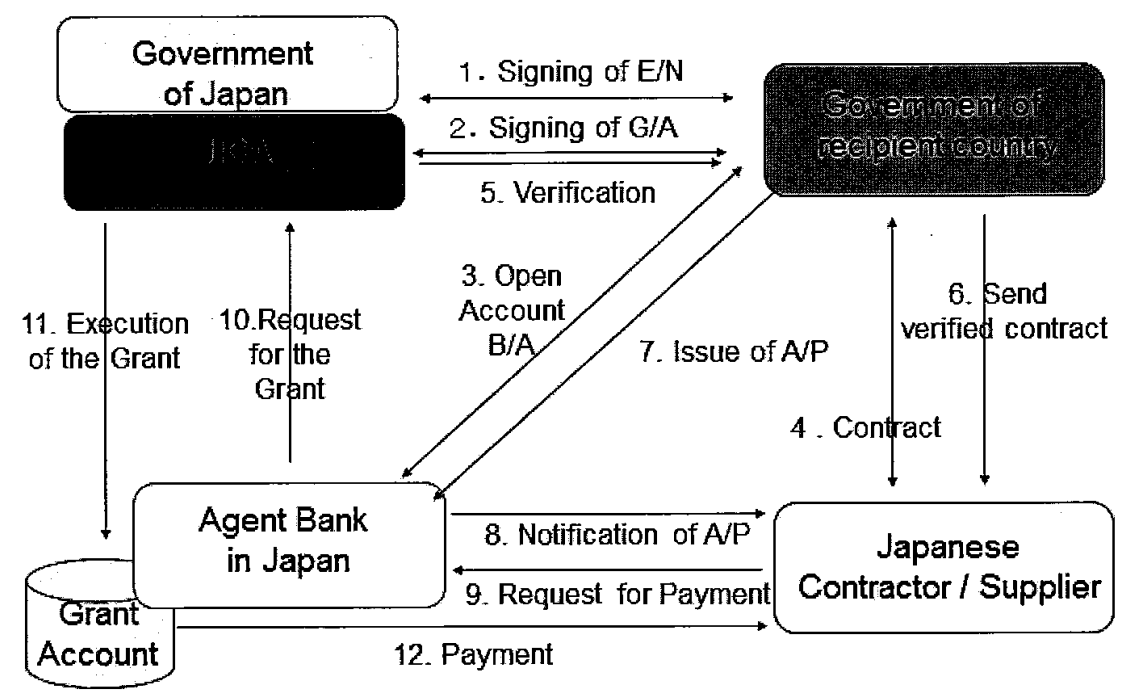 Government
of Japan
JICA
1. Signing of E/N
2. Signing of G/A
5. Verification
Government of
recipient country
3. Open
Account
B/A
7. Issue of A/P
6. Send
verified contract
4 . Contract
11. Execution
of the Grant
10.Request
for the
Grant
Agent Bank
in Japan
8. Notification of A/P
9. Request for Payment
Japanese
Contractor / Supplier
Grant
Account
12. Payment